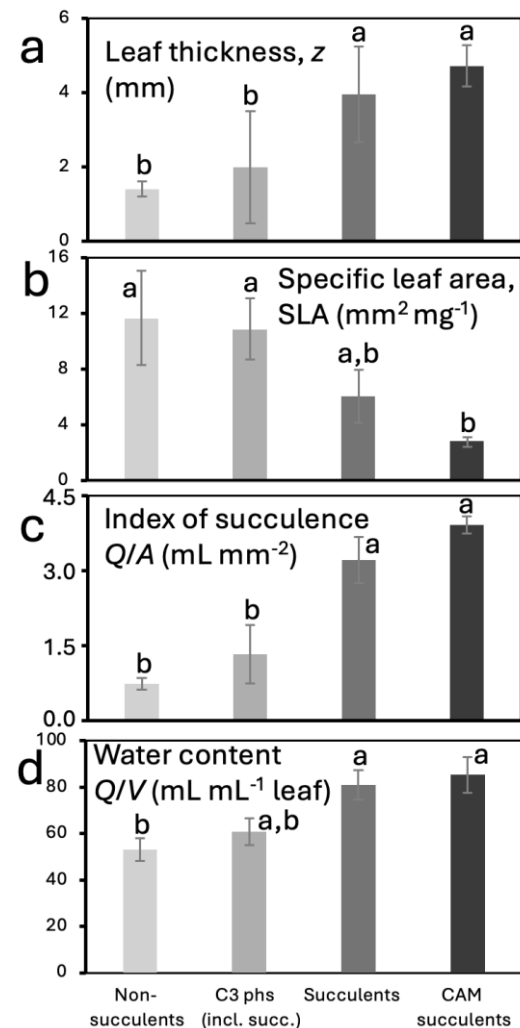 a
Leaf thickness, z
(mm)
6
4
2
0
b
b
a
a
b
Specific leaf area,
SLA (mm² mg⁻¹)
16
12
8
4
0
a
a
a,b
b
c
Index of succulence
Q/A (mL mm⁻²)
4.5
3.0
1.5
0.0
b
b
a
a
d
Water content
Q/V (mL mL⁻¹ leaf)
100
80
60
40
20
0
b
a,b
a
a
Non-
succulents
C3 phs
(incl. succ.)
Succulents
CAM
succulents